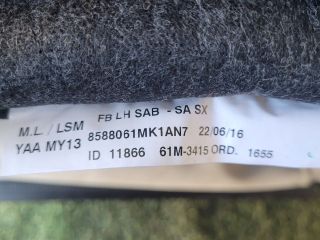 M.L. / LSM FB LH SAB - SA SX
YAA MY13 8588061MK1AN7 22/06/16
ID 11866 61M-3415 ORD. 1655